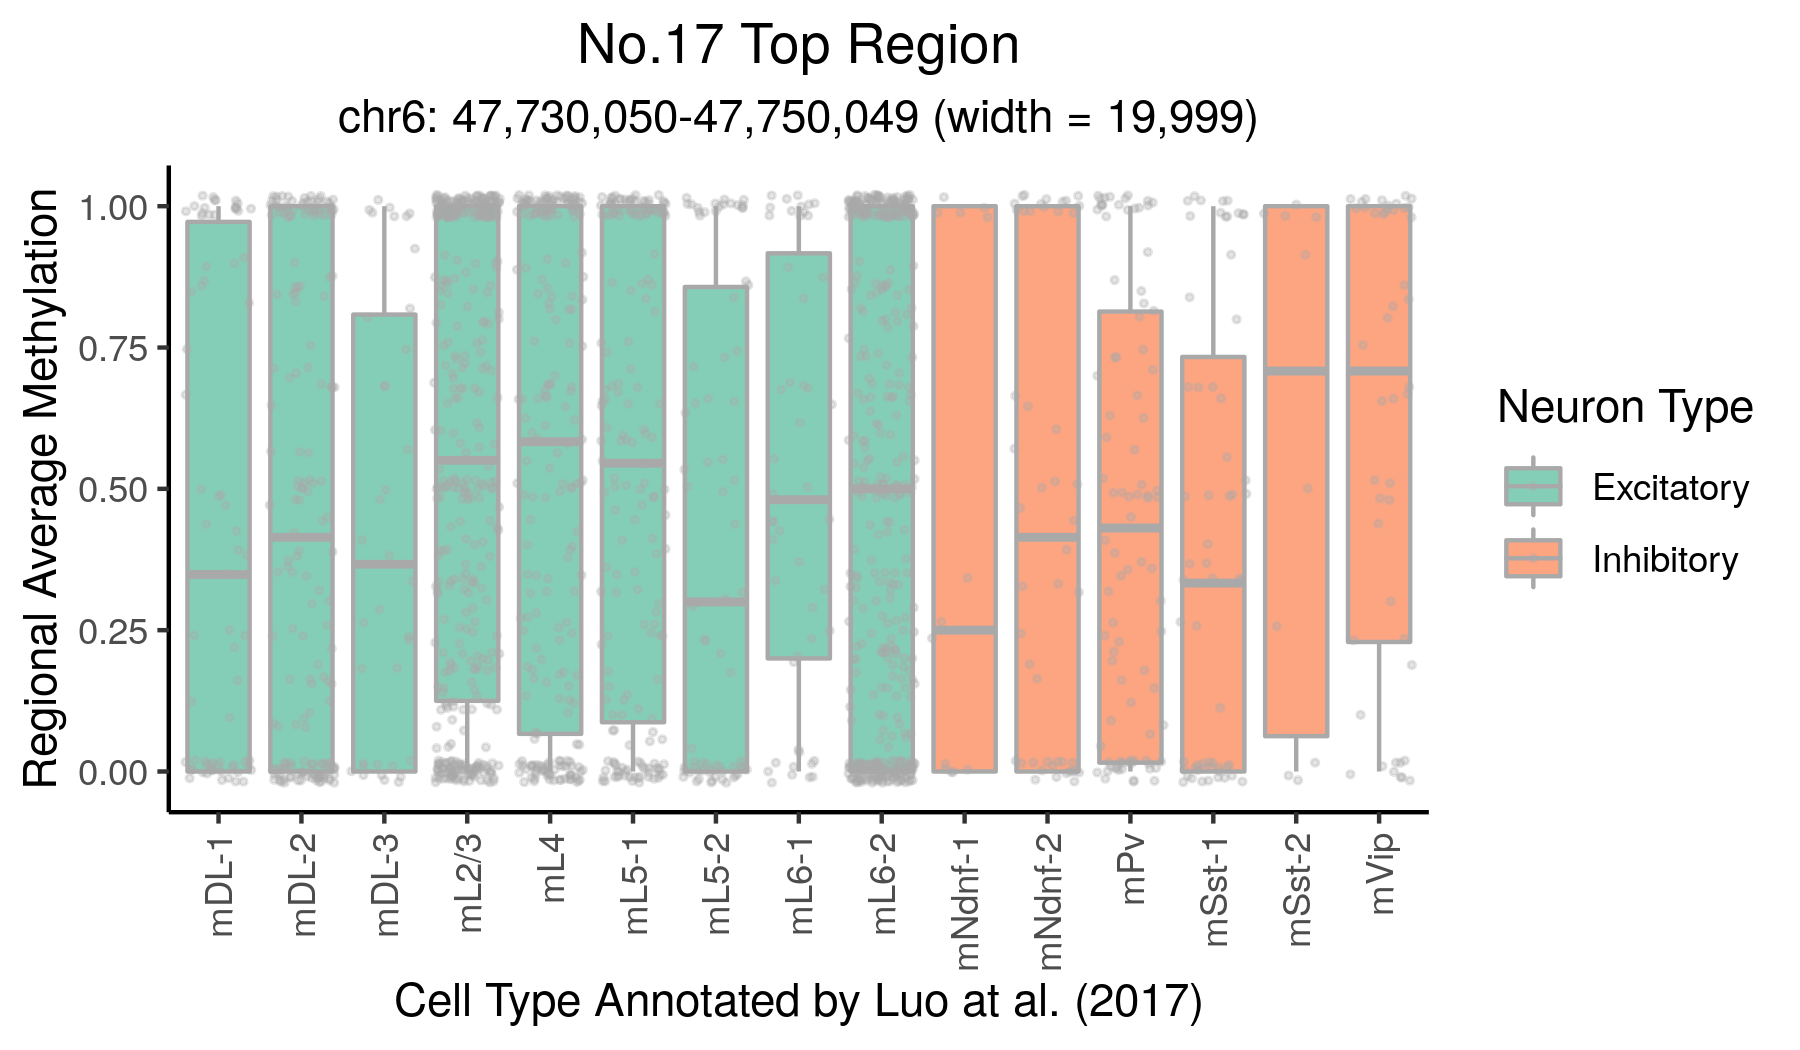 No.17 Top Region
chr6: 47,730,050-47,750,049 (width = 19,999)
Regional Average Methylation
1.00
0.75
0.50
0.25
0.00
mDL-1
mDL-2
mDL-3
mL2/3
mL4
mL5-1
mL5-2
mL6-1
mL6-2
mNdnf-1
mNdnf-2
mPv
mSst-1
mSst-2
mVip
Cell Type Annotated by Luo at al. (2017)
Neuron Type
Excitatory
Inhibitory